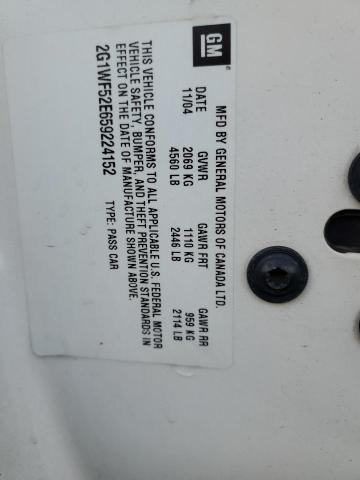 GM
MFD BY GENERAL MOTORS OF CANADA LTD.
DATE GVWR GAWR FRT GAWR RR
11/04 2069 KG 1110 KG 959 KG
4560 LB 2446 LB 2114 LB
THIS VEHICLE CONFORMS TO ALL APPLICABLE U.S. FEDERAL MOTOR
VEHICLE SAFETY, BUMPER, AND THEFT PREVENTION STANDARDS IN
EFFECT ON THE DATE OF MANUFACTURE SHOWN ABOVE.
2G1WF52E659224152 TYPE: PASS CAR